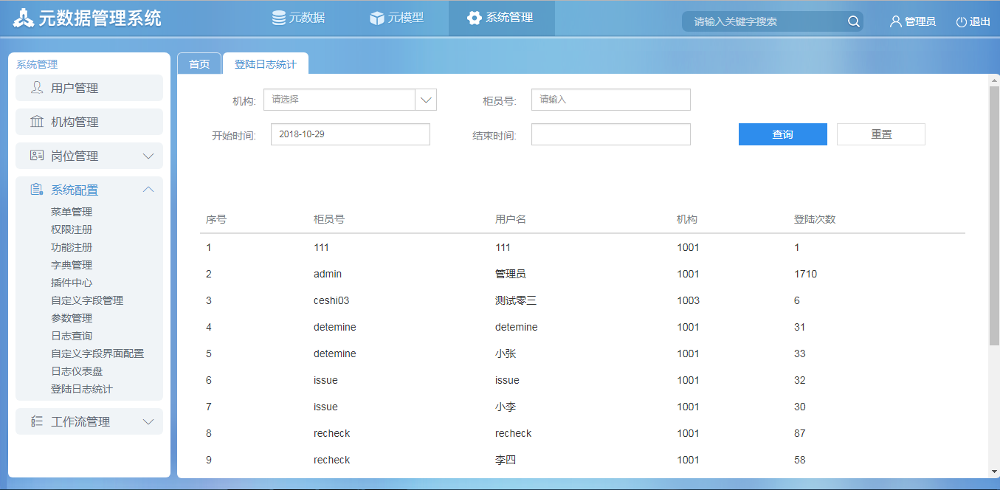 元数据管理系统 元数据 元模型 系统管理 请输入关键字搜索 管理员 退出
系统管理
用户管理
机构管理
岗位管理
系统配置
菜单管理
权限注册
功能注册
字典管理
插件中心
自定义字段管理
参数管理
日志查询
自定义字段界面配置
日志仪表盘
登陆日志统计
工作流管理
首页 登陆日志统计
机构: 请选择 柜员号: 请输入
开始时间: 2018-10-29 结束时间: 查询 重置
序号 柜员号 用户名 机构 登陆次数
1 111 111 1001 1
2 admin 管理员 1001 1710
3 ceshi03 测试零三 1003 6
4 detemine detemine 1001 31
5 detemine 小张 1001 33
6 issue issue 1001 32
7 issue 小李 1001 30
8 recheck recheck 1001 87
9 recheck 李四 1001 58